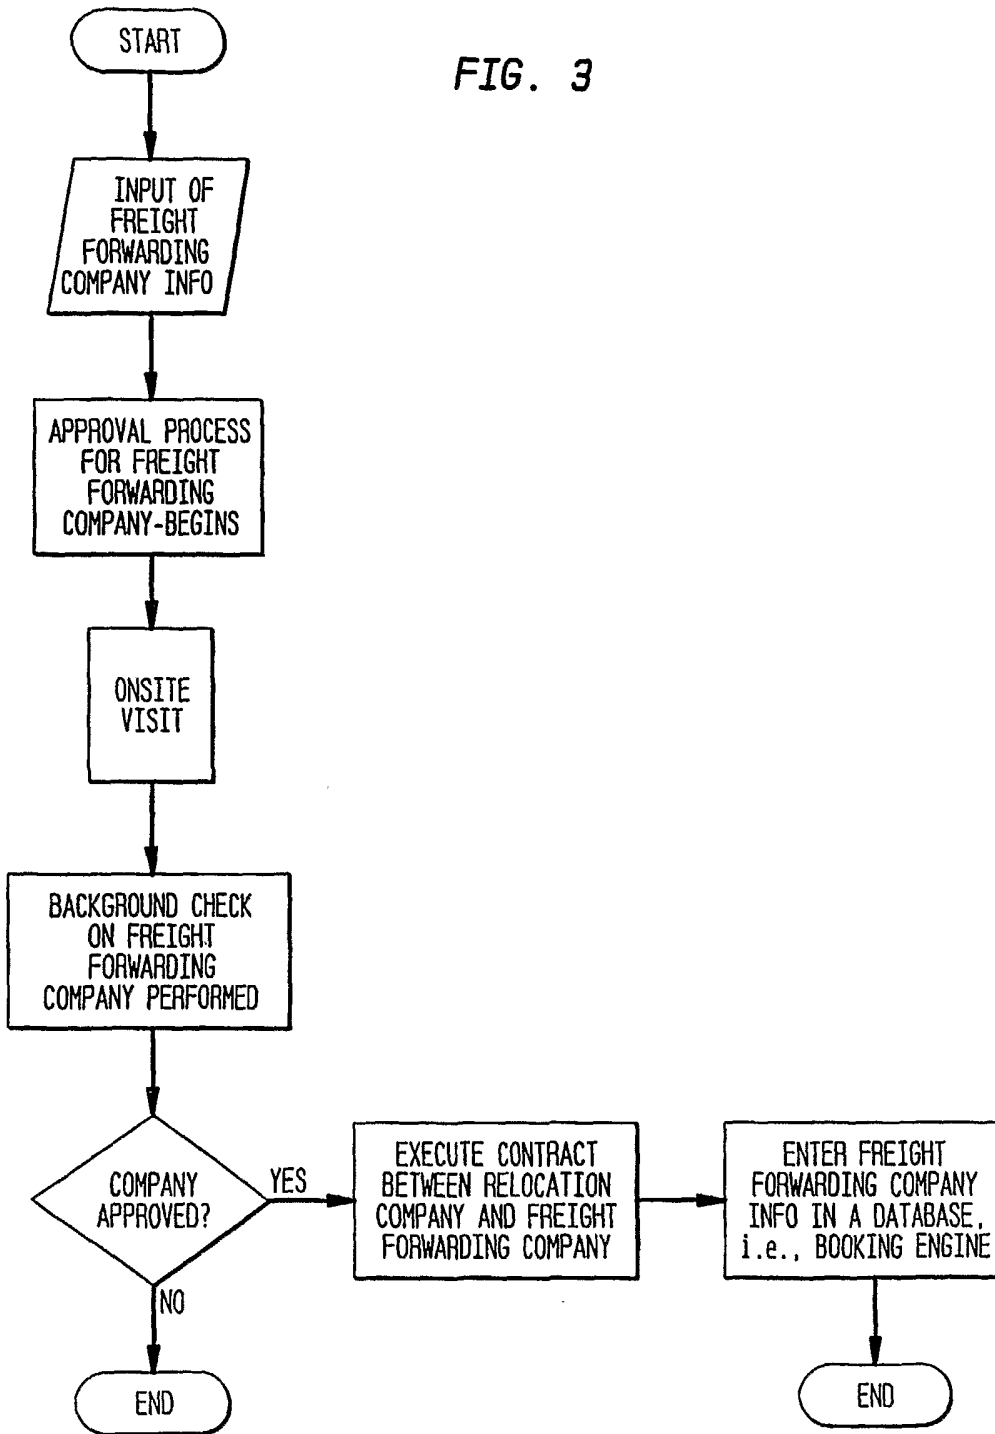 START
FIG. 3
INPUT OF
FREIGHT
FORWARDING
COMPANY INFO
APPROVAL PROCESS
FOR FREIGHT
FORWARDING
COMPANY-BEGINS
ONSITE
VISIT
BACKGROUND CHECK
ON FREIGHT
FORWARDING
COMPANY PERFORMED
COMPANY
APPROVED?
YES
NO
EXECUTE CONTRACT
BETWEEN RELOCATION
COMPANY AND FREIGHT
FORWARDING COMPANY
ENTER FREIGHT
FORWARDING COMPANY
INFO IN A DATABASE,
i.e., BOOKING ENGINE
END
END